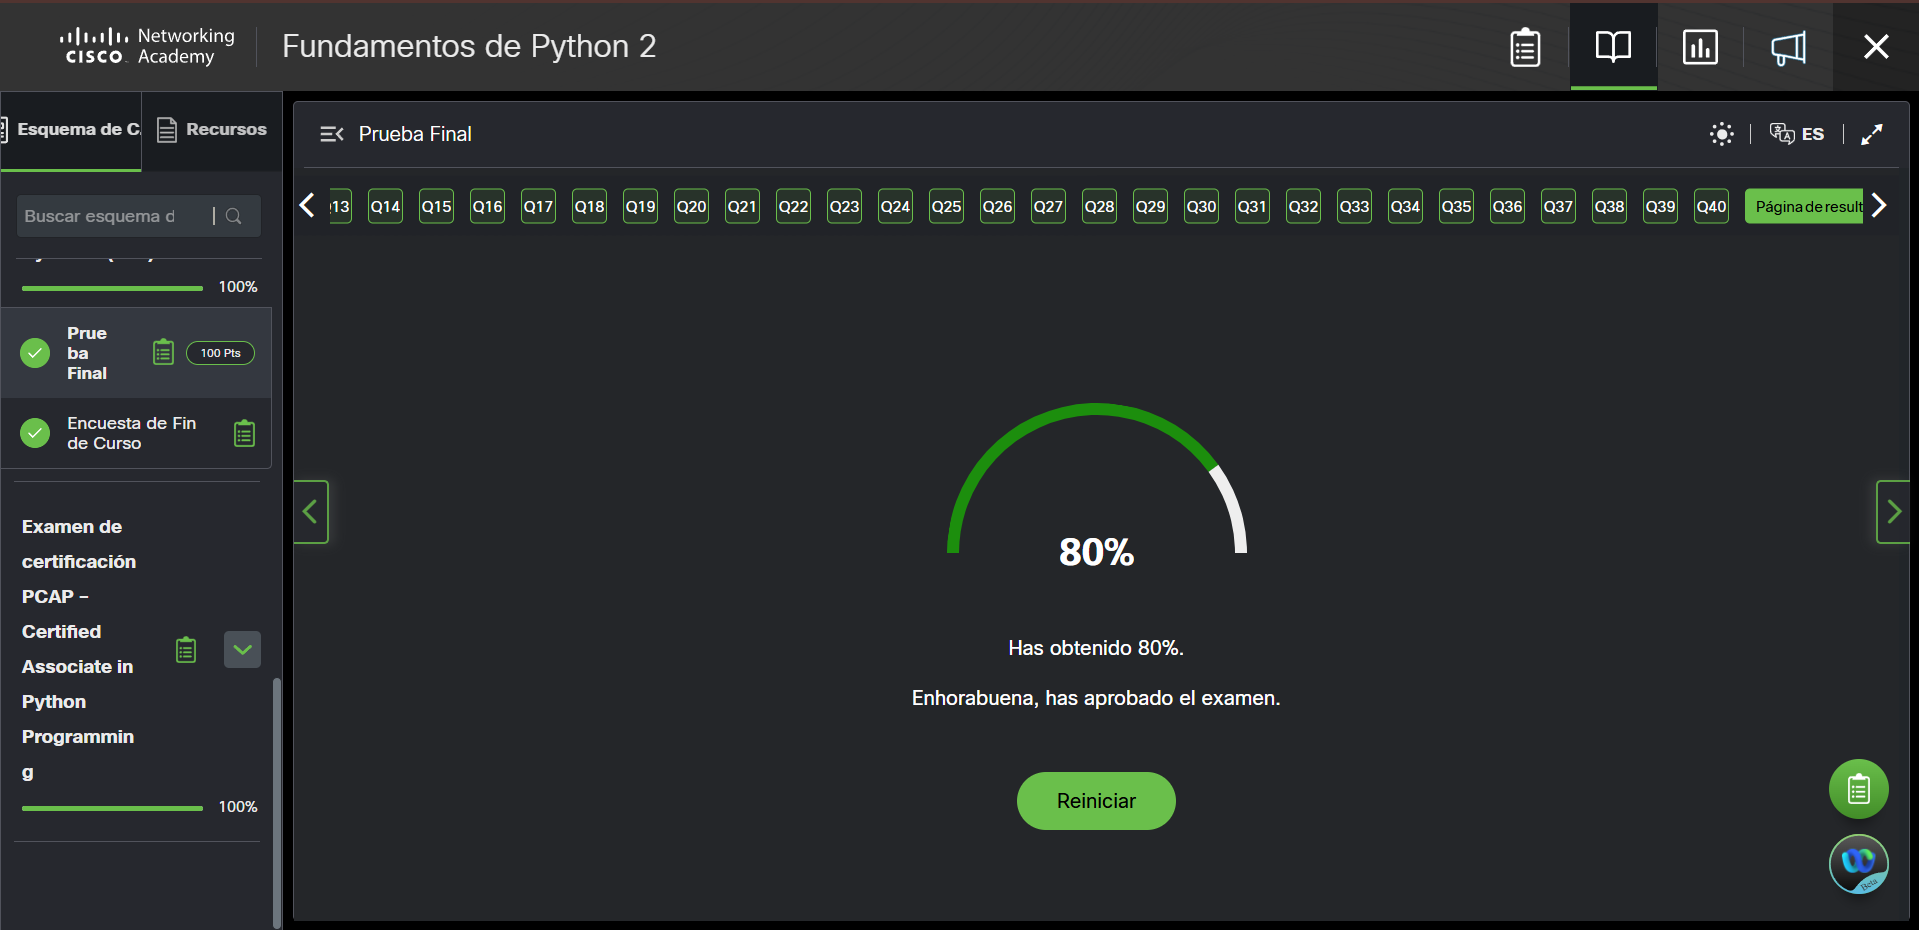 Networking
CISCO Academy
Fundamentos de Python 2
Esquema de C.
Recursos
Buscar esquema d
100%
Prue
ba
Final
100 Pts
Encuesta de Fin
de Curso
Examen de
certificación
PCAP –
Certified
Associate in
Python
Programmin
g
100%
Prueba Final
ES
13 Q14 Q15 Q16 Q17 Q18 Q19 Q20 Q21 Q22 Q23 Q24 Q25 Q26 Q27 Q28 Q29 Q30 Q31 Q32 Q33 Q34 Q35 Q36 Q37 Q38 Q39 Q40 Página de result
80%
Has obtenido 80%.
Enhorabuena, has aprobado el examen.
Reiniciar
Beta